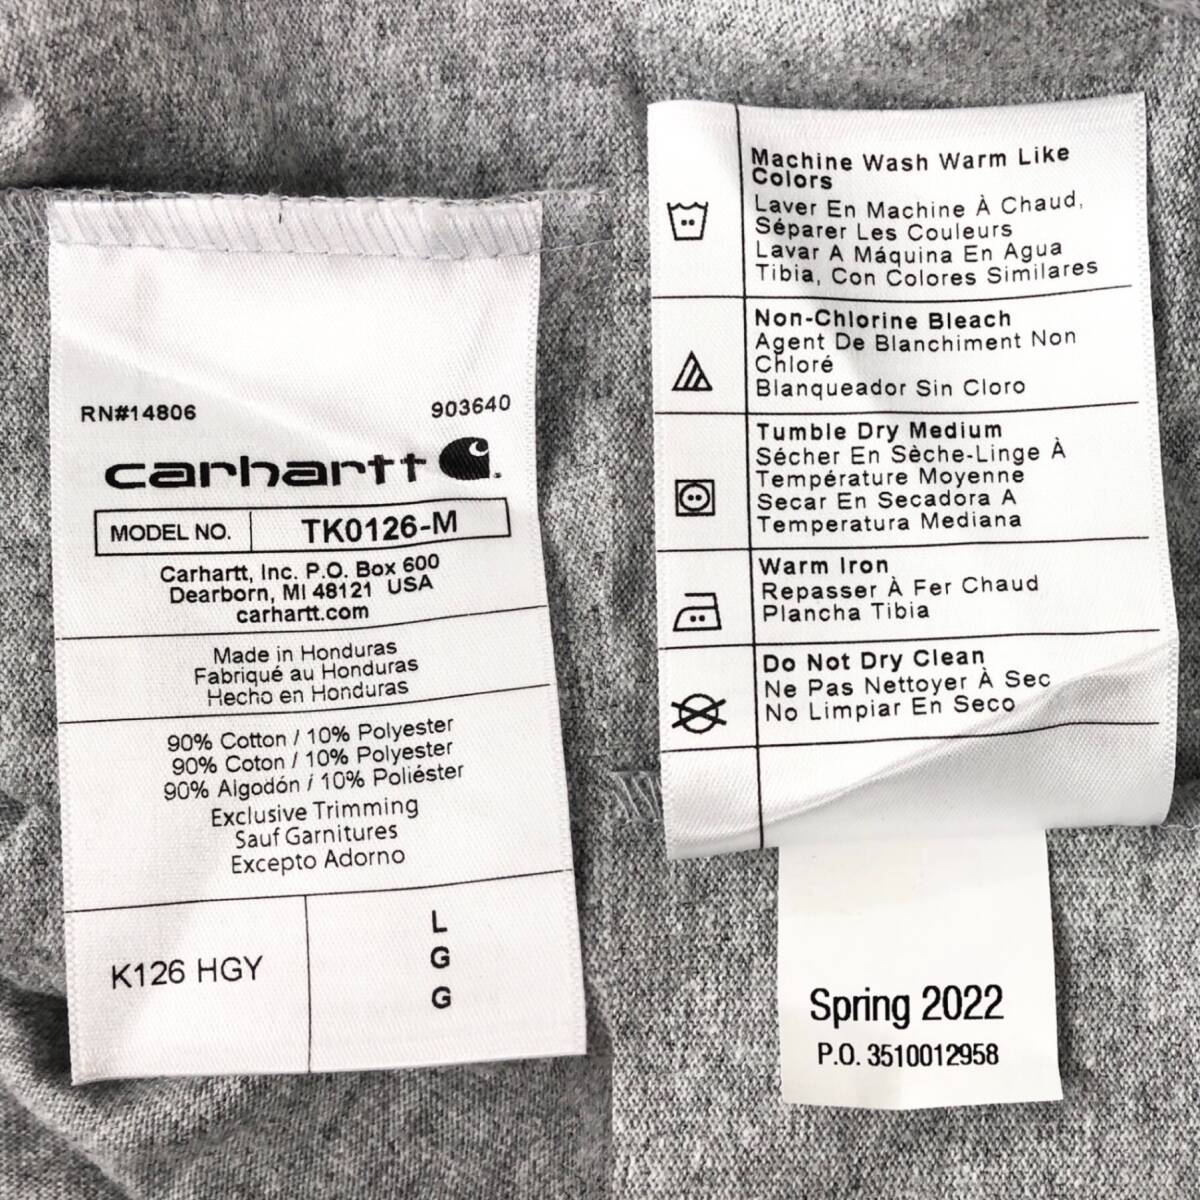 RN#14806 903640
carhartt
MODEL NO. TK0126-M
Carhartt, Inc. P.O. Box 600
Dearborn, MI 48121 USA
carhartt.com
Made in Honduras
Fabriqué au Honduras
Hecho en Honduras
90% Cotton / 10% Polyester
90% Coton / 10% Polyester
90% Algodón / 10% Poliéster
Exclusive Trimming
Sauf Garnitures
Excepto Adorno
K126 HGY
L
G
G
Machine Wash Warm Like
Colors
Laver En Machine À Chaud,
Séparer Les Couleurs
Lavar A Máquina En Agua
Tibia, Con Colores Similares
Non-Chlorine Bleach
Agent De Blanchiment Non
Chloré
Blanqueador Sin Cloro
Tumble Dry Medium
Sécher En Sèche-Linge À
Température Moyenne
Secar En Secadora A
Temperatura Mediana
Warm Iron
Repasser À Fer Chaud
Plancha Tibia
Do Not Dry Clean
Ne Pas Nettoyer À Sec
No Limpiar En Seco
Spring 2022
P.O. 3510012958